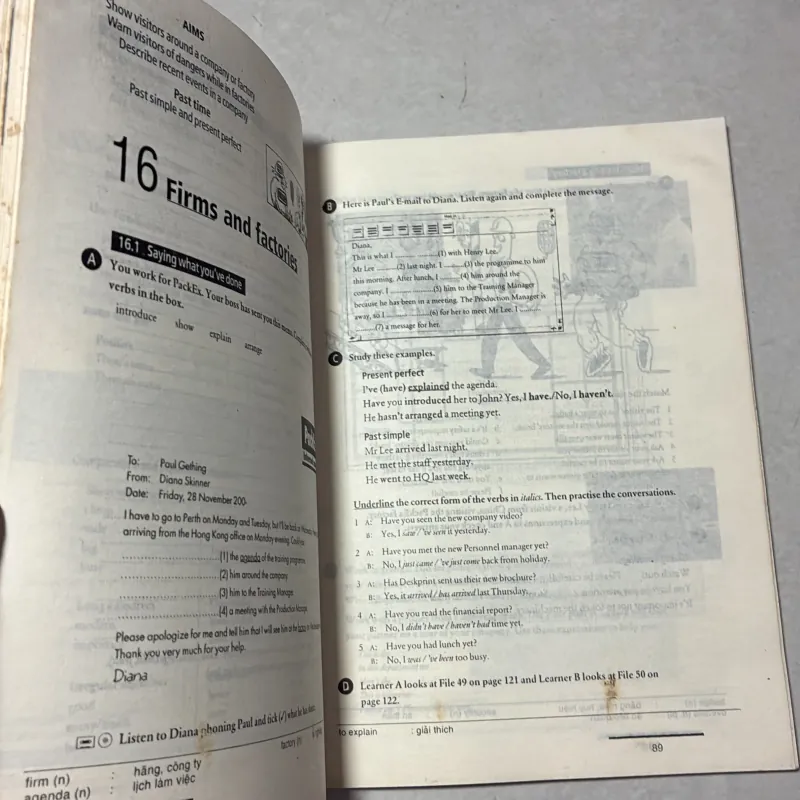 AIMS
Show visitors around a company or factory
Warn visitors of dangers while in factories
Describe recent events in a company
Past time
Past simple and present perfect
16 Firms and factories
16.1 Saying what you've done
A You work for PackEx. Your boss has sent you this memo.
verbs in the box.
introduce show explain arrange
To: Paul Gething
From: Diana Skinner
Date: Friday, 28 November 200-
I have to go to Perth on Monday and Tuesday, but I'll be back on
arriving from the Hong Kong office on Monday evening.
(1) the agenda of the training programme
(2) him around the company
(3) him to the Training Manager
(4) a meeting with the Production Manager
Please apologize for me and tell him that I will see him at the
Thank you very much for your help.
Diana
Listen to Diana phoning Paul and tick (✓) what he has done.
factory (n)
firm (n) : hãng, công ty
agenda (n) : lịch làm việc
B Here is Paul's E-mail to Diana. Listen again and complete the message.
Diana,
This is what I (1) with Henry Lee.
Mr Lee (2) last night. I (3) the programme to him
this morning. After lunch, I (4) him around the
company. I (5) him to the Training Manager
because he has been in a meeting. The Production Manager is
away, so I (6) for her to meet Mr Lee. I
(7) a message for her.
C Study these examples.
Present perfect
I've (have) explained the agenda.
Have you introduced her to John? Yes, I have./No, I haven't.
He hasn't arranged a meeting yet.
Past simple
Mr Lee arrived last night.
He met the staff yesterday.
He went to HQ last week.
Underline the correct form of the verbs in italics. Then practise the conversations.
1 A: Have you seen the new company video?
B: Yes, I saw / 've seen it yesterday.
2 A: Have you met the new Personnel manager yet?
B: No, I just came / 've just come back from holiday.
3 A: Has Deskprint sent us their new brochure?
B: Yes, it arrived / has arrived last Thursday.
4 A: Have you read the financial report?
B: No, I didn't have / haven't had time yet.
5 A: Have you had lunch yet?
B: No, I was / 've been too busy.
D Learner A looks at File 49 on page 121 and Learner B looks at File 50 on
page 122.
to explain : giải thích
89